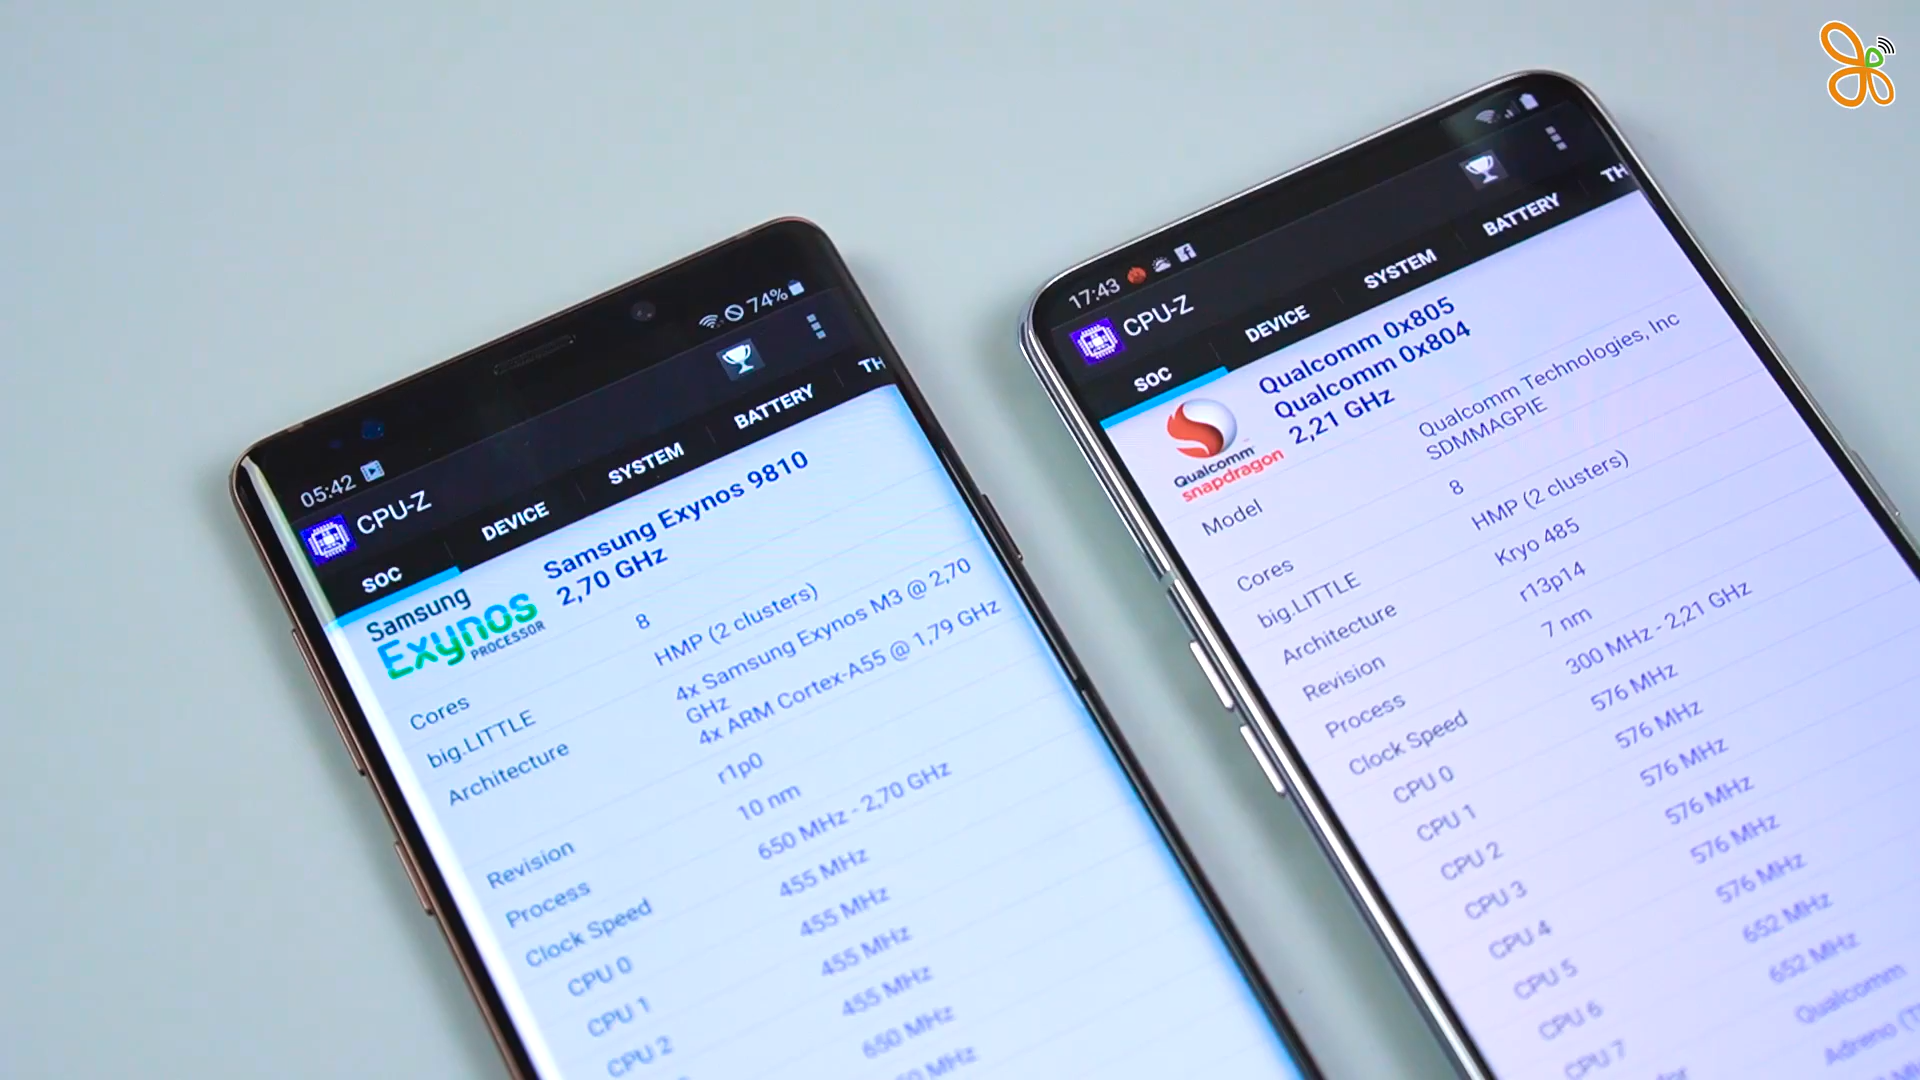 05:42
74%
CPU-Z
SOC
DEVICE
SYSTEM
BATTERY
TH
Samsung
Exynos
PROCESSOR
Samsung Exynos 9810
2,70 GHz
Cores 8
big.LITTLE HMP (2 clusters)
Architecture 4x Samsung Exynos M3 @ 2,70
GHz
4x ARM Cortex-A55 @ 1,79 GHz
Revision r1p0
Process 10 nm
Clock Speed 650 MHz - 2,70 GHz
CPU 0 455 MHz
CPU 1 455 MHz
CPU 2 455 MHz
455 MHz
650 MHz
17:43
CPU-Z
SOC
DEVICE
SYSTEM
BATTERY
TH
Qualcomm
snapdragon
Qualcomm 0x805
Qualcomm 0x804
2,21 GHz
Model Qualcomm Technologies, Inc
SDMMAGPIE
Cores 8
big.LITTLE HMP (2 clusters)
Architecture Kryo 485
Revision r13p14
Process 7 nm
Clock Speed 300 MHz - 2,21 GHz
CPU 0 576 MHz
CPU 1 576 MHz
CPU 2 576 MHz
CPU 3 576 MHz
CPU 4 576 MHz
CPU 5 576 MHz
CPU 6 652 MHz
CPU 7 652 MHz
Qualcomm
Adreno (T